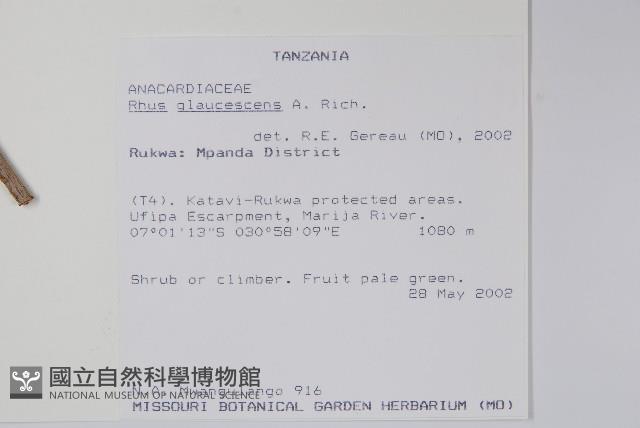 TANZANIA
ANACARDIACEAE
Rhus glaucescens A. Rich.
det. R.E. Gereau (MO), 2002
Rukwa: Mpanda District
(T4). Katavi-Rukwa protected areas.
Ufipa Escarpment, Marija River.
07°01'13"S 030°58'09"E 1080 m
Shrub or climber. Fruit pale green.
28 May 2002
N.A. 916
國立自然科學博物館
NATIONAL MUSEUM OF NATURAL SCIENCE
MISSOURI BOTANICAL GARDEN HERBARIUM (MO)